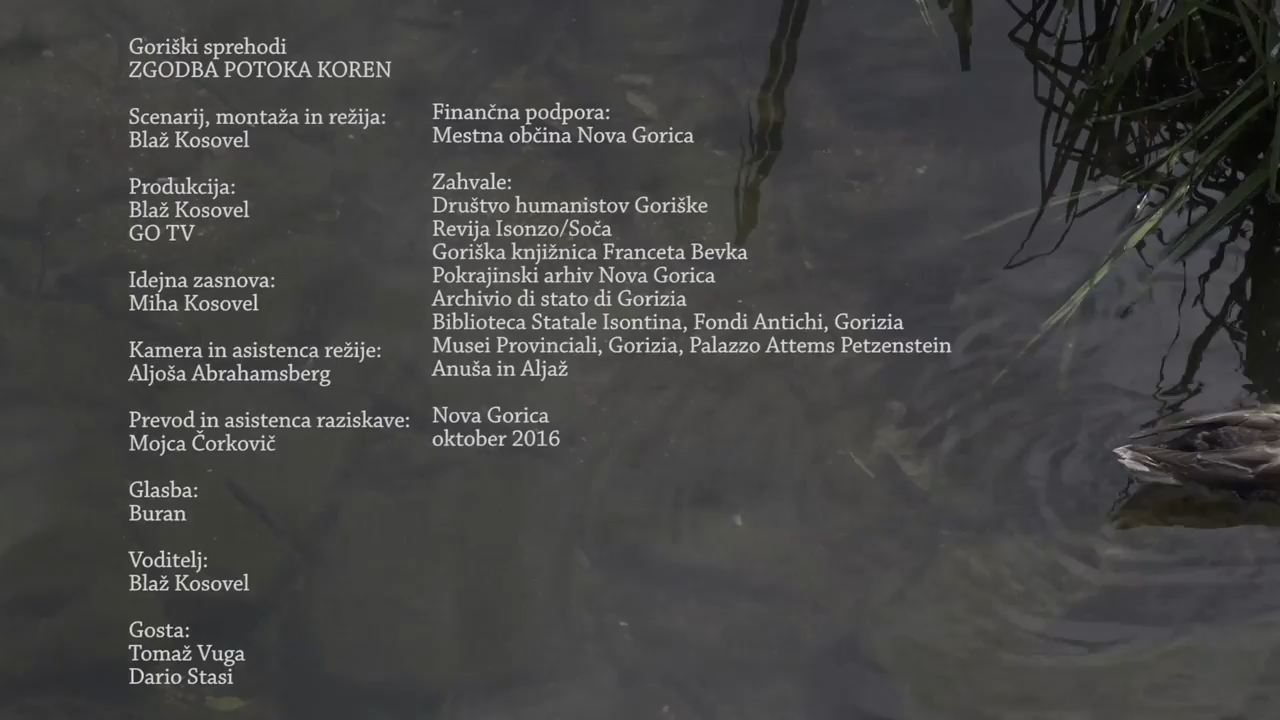 Goriški sprehodi
ZGODBA POTOKA KOREN
Scenarij, montaža in režija:
Blaž Kosovel
Produkcija:
Blaž Kosovel
GO TV
Idejna zasnova:
Miha Kosovel
Kamera in asistenca režije:
Aljoša Abrahamsberg
Prevod in asistenca raziskave:
Mojca Čorkovič
Glasba:
Buran
Voditelj:
Blaž Kosovel
Gosta:
Tomaž Vuga
Dario Stasi
Finančna podpora:
Mestna občina Nova Gorica
Zahvale:
Društvo humanistov Goriške
Revija Isonzo/Soča
Goriška knjižnica Franceta Bevka
Pokrajinski arhiv Nova Gorica
Archivio di stato di Gorizia
Biblioteca Statale Isontina, Fondi Antichi, Gorizia
Musei Provinciali, Gorizia, Palazzo Attems Petzenstein
Anuša in Aljaž
Nova Gorica
oktober 2016